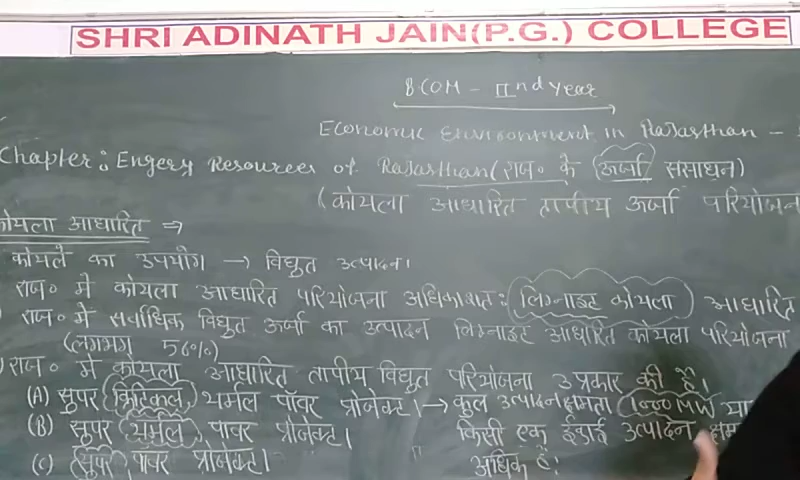 SHRI ADINATH JAIN(P.G.) COLLEGE
B.COM - IInd Year
Economic Environment in Rajasthan -
Chapter: Engery Resources of Rajasthan (राज० के ऊर्जा संसाधन)
(कोयला आधारित तापीय ऊर्जा परियोजन
कोयला आधारित ⇒
कोयले का उपयोग → विद्युत उत्पादन।
राज० में कोयला आधारित परियोजना अधिकाशतः लिग्नाइट कोयला आधारित
राज० में सर्वाधिक विद्युत ऊर्जा का उत्पादन लिग्नाइट आधारित कोयला परियोजना
(लगभग 56%)
राज० में कोयला आधारित तापीय विद्युत परियोजना 3 प्रकार की हैं।
(A) सुपर क्रिटिकल थर्मल पॉवर प्रोजेक्ट। → कुल उत्पादन क्षमता 1000MW या
(B) सुपर थर्मल पावर प्रोजेक्ट। किसी एक ईकाई उत्पादन क्षम
(C) सुपर पावर प्रोजेक्ट। अधिक है।